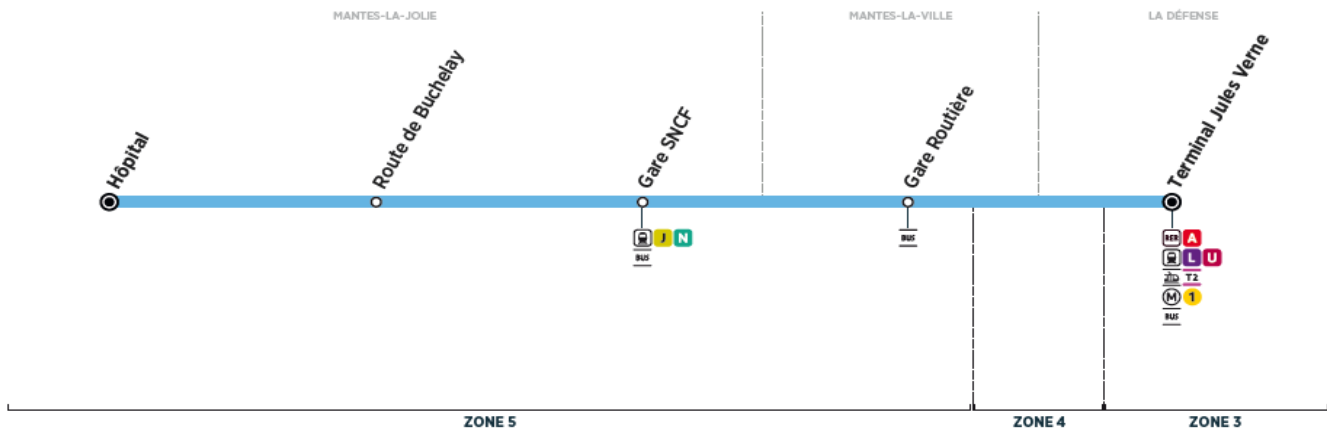 MANTES-LA-JOLIE
MANTES-LA-VILLE
LA DÉFENSE
Hôpital
Route de Buchelay
Gare SNCF
Gare Routière
Terminal Jules Verne
J N
BUS
BUS
RER A
L U
T2
M 1
BUS
ZONE 5
ZONE 4
ZONE 3